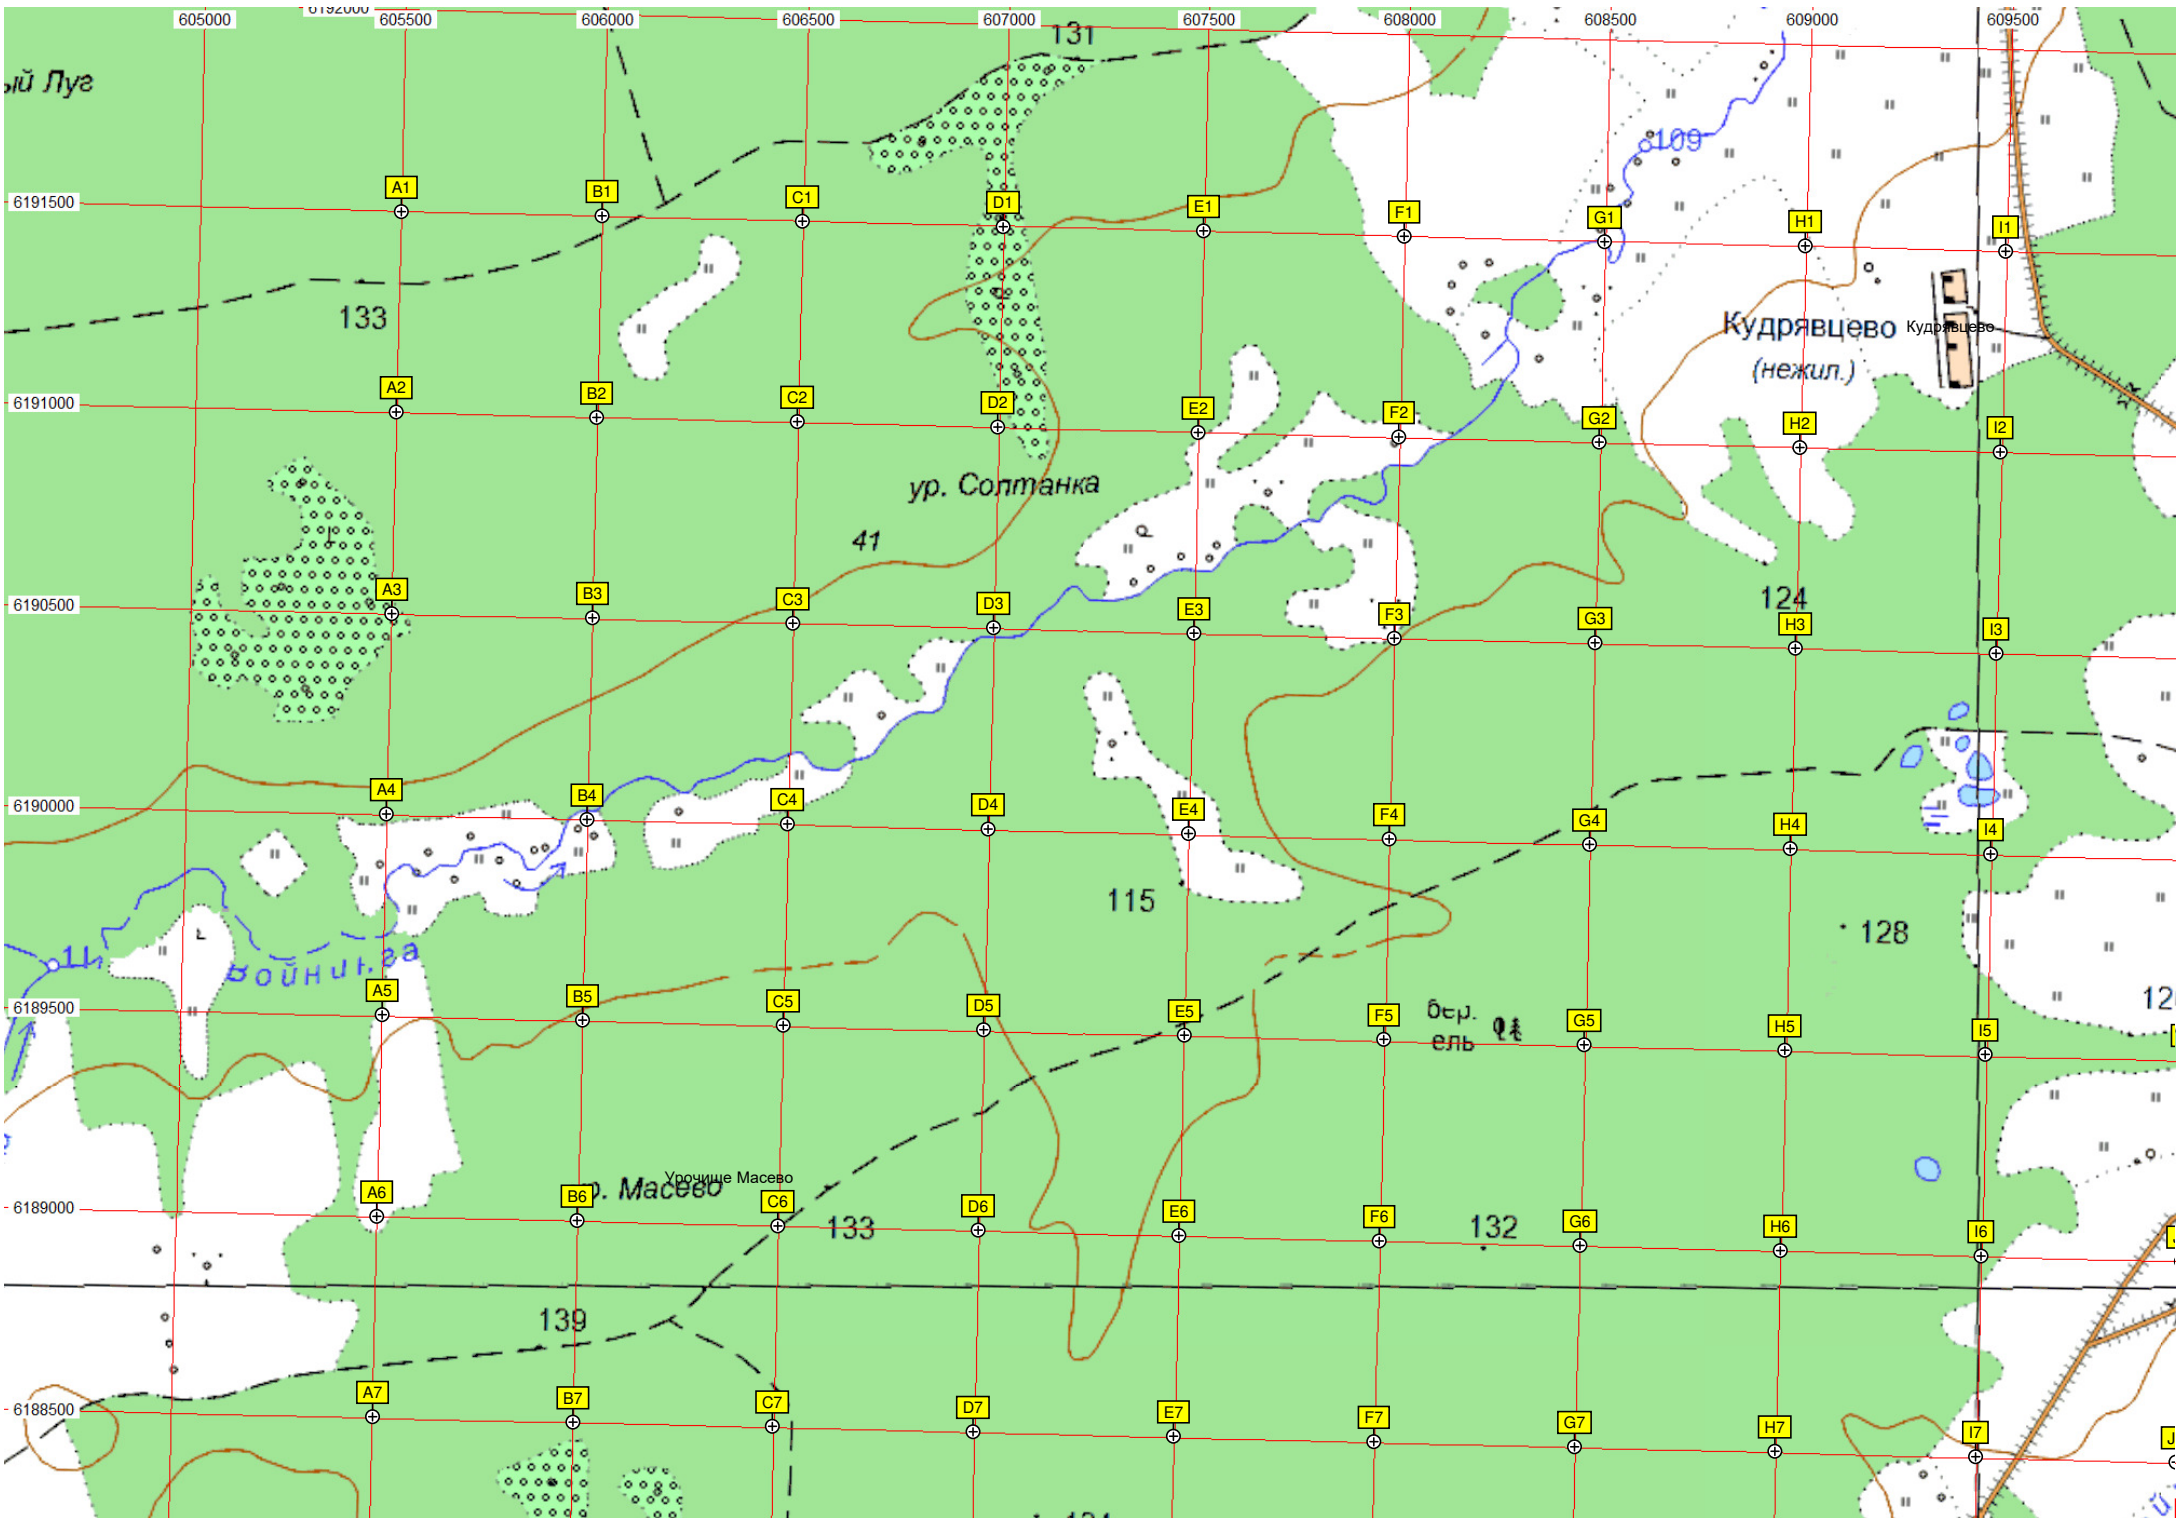 6192000
605000 605500 606000 606500 607000 607500 608000 608500 609000 609500
131
ый Луг
109
6191500
A1 B1 C1 D1 E1 F1 G1 H1 I1
133
Кудрявцево Кудрявцево
(нежил.)
6191000
A2 B2 C2 D2 E2 F2 G2 H2 I2
ур. Солтанка
41
6190500
A3 B3 C3 D3 E3 F3 G3 H3 I3
124
6190000
A4 B4 C4 D4 E4 F4 G4 H4 I4
115
128
6189500
A5 B5 C5 D5 E5 F5 G5 H5 I5
бер.
ель
Урочище Масево
Масево
6189000
A6 B6 C6 D6 E6 F6 G6 H6 I6
133
132
139
6188500
A7 B7 C7 D7 E7 F7 G7 H7 I7